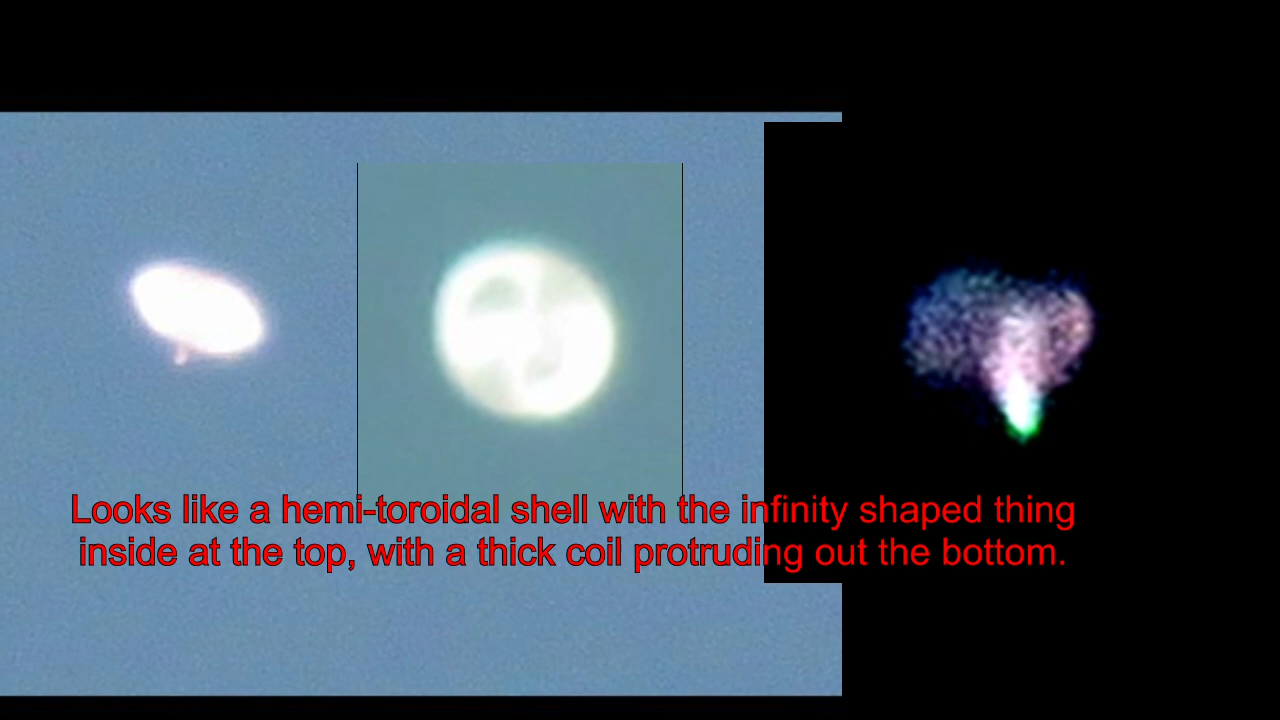 Looks like a hemi-toroidal shell with the infinity shaped thing
inside at the top, with a thick coil protruding out the bottom.